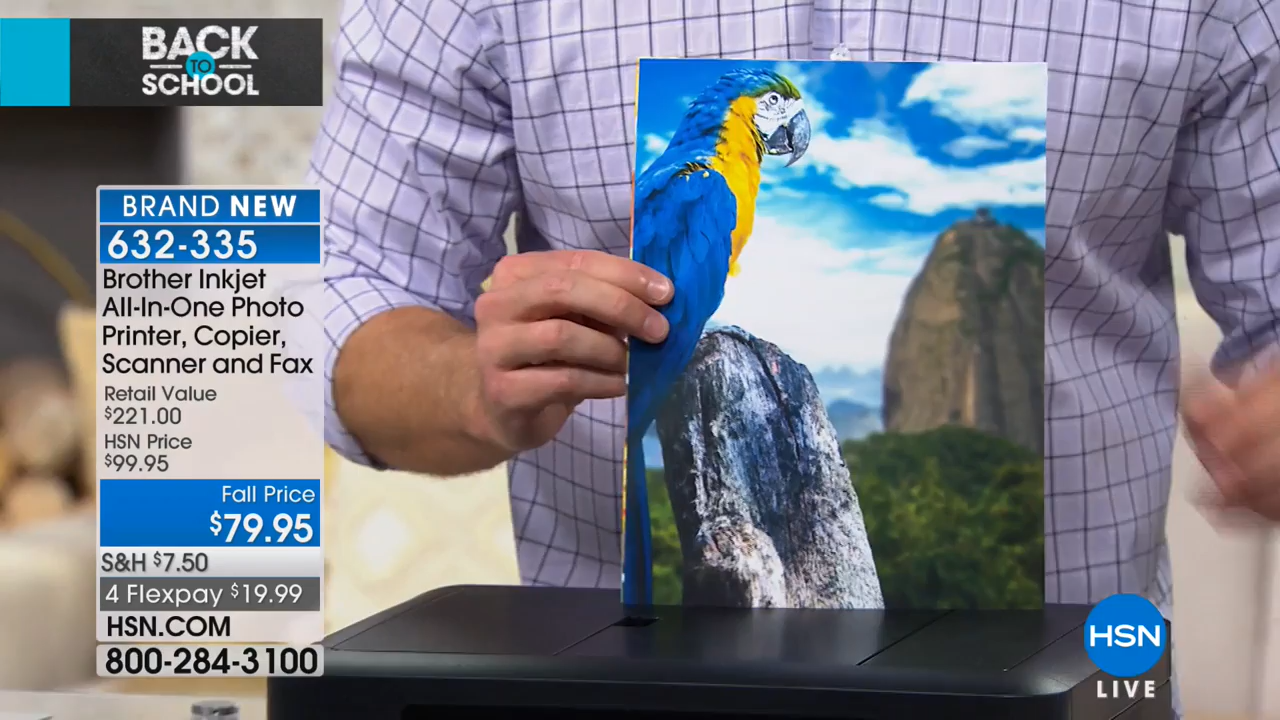 BACK
TO
SCHOOL
BRAND NEW
632-335
Brother Inkjet
All-In-One Photo
Printer, Copier,
Scanner and Fax
Retail Value
$221.00
HSN Price
$99.95
Fall Price
$79.95
S&H $7.50
4 Flexpay $19.99
HSN.COM
800-284-3100
HSN
LIVE